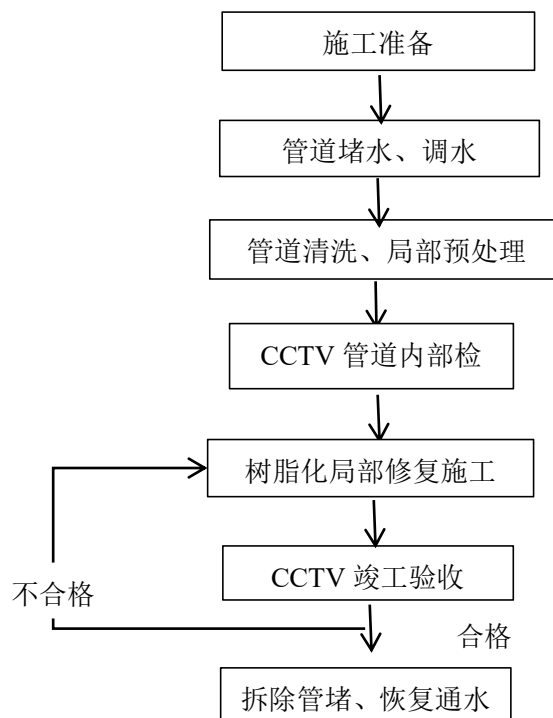 施工准备
管道堵水、调水
管道清洗、局部预处理
CCTV 管道内部检
树脂化局部修复施工
CCTV 竣工验收
不合格
合格
拆除管堵、恢复通水